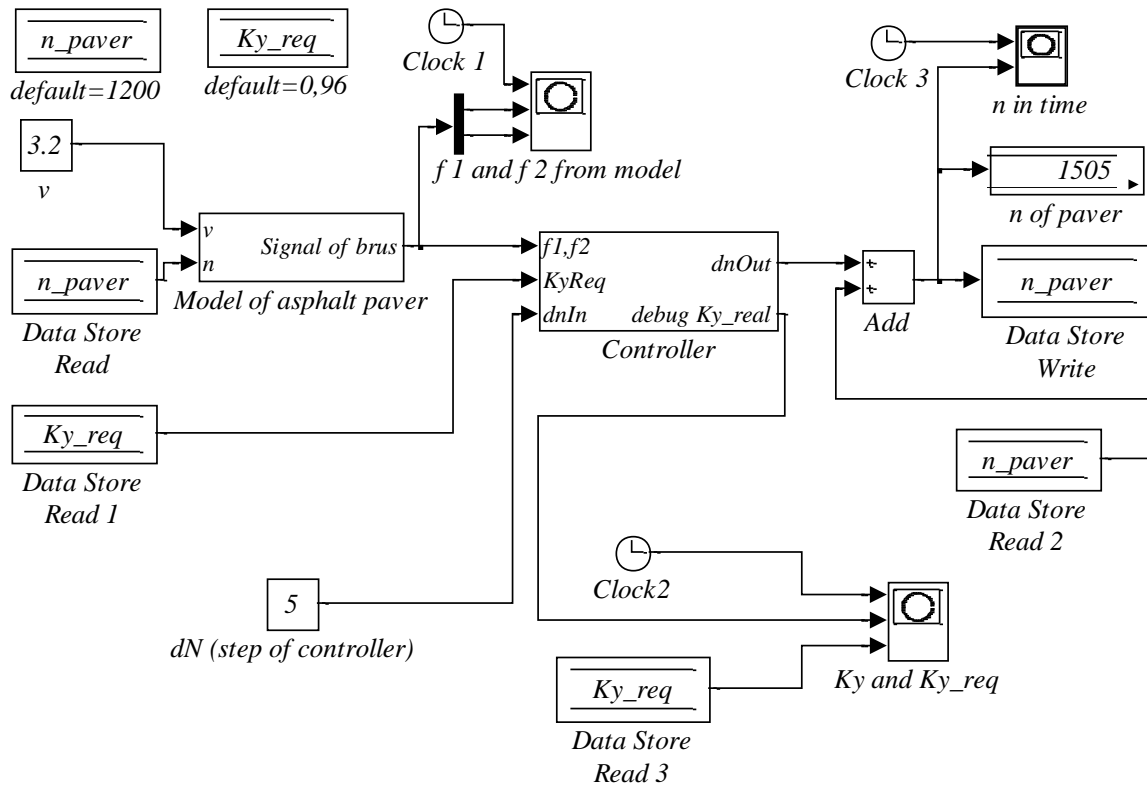 n_paver
default=1200
Ky_req
default=0,96
Clock 1
f 1 and f 2 from model
Clock 3
n in time
3.2
v
1505
n of paver
v
n
Signal of brus
Model of asphalt paver
n_paver
Data Store
Read
f1,f2
KyReq
dnIn
dnOut
debug Ky_real
Controller
+
+
Add
n_paver
Data Store
Write
Ky_req
Data Store
Read 1
n_paver
Data Store
Read 2
5
dN (step of controller)
Clock2
Ky_req
Data Store
Read 3
Ky and Ky_req